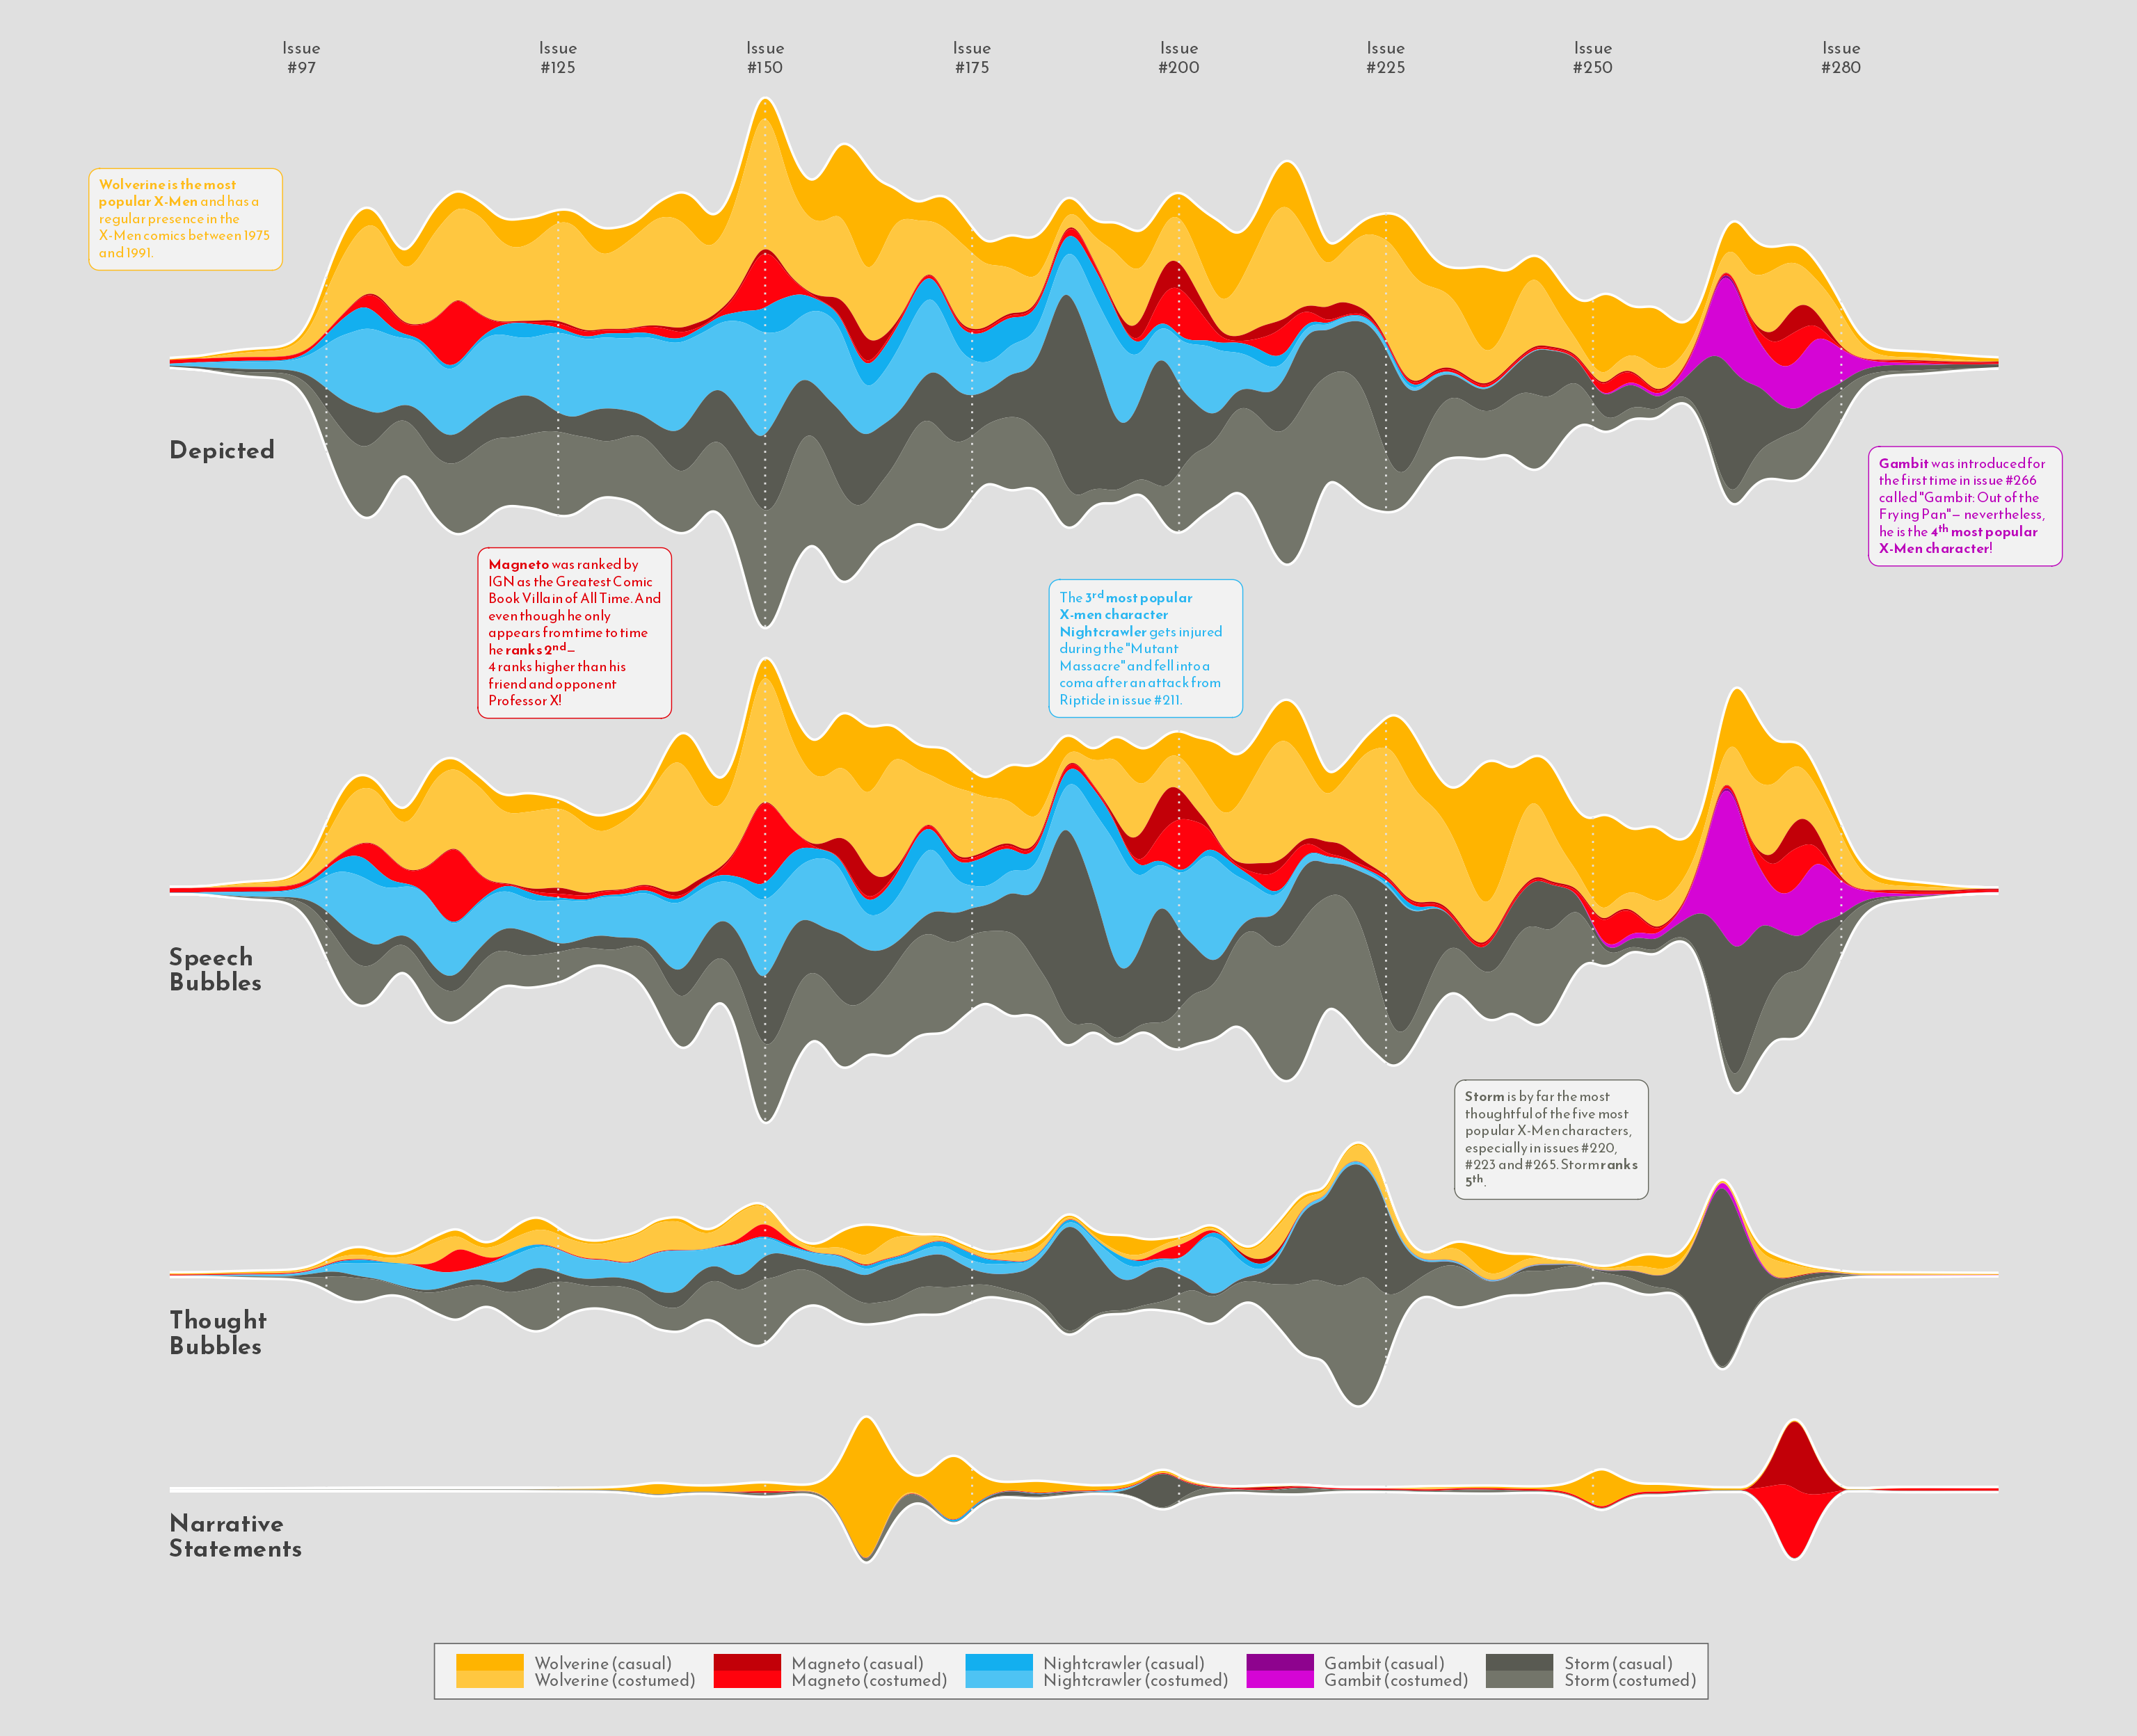 Issue
#97
Issue
#125
Issue
#150
Issue
#175
Issue
#200
Issue
#225
Issue
#250
Issue
#280
Wolverine is the most
popular X-Men and has a
regular presence in the
X-Men comics between 1975
and 1991.
Depicted
Gambit was introduced for
the first time in issue #266
called "Gambit: Out of the
Frying Pan"– nevertheless,
he is the 4th most popular
X-Men character!
Magneto was ranked by
IGN as the Greatest Comic
Book Villain of All Time. And
even though he only
appears from time to time
he ranks 2nd–
4 ranks higher than his
friend and opponent
Professor X!
The 3rd most popular
X-men character
Nightcrawler gets injured
during the "Mutant
Massacre" and fell into a
coma after an attack from
Riptide in issue #211.
Speech
Bubbles
Storm is by far the most
thoughtful of the five most
popular X-Men characters,
especially in issues #220,
#223 and #265. Storm ranks
5th.
Thought
Bubbles
Narrative
Statements
Wolverine (casual)
Wolverine (costumed)
Magneto (casual)
Magneto (costumed)
Nightcrawler (casual)
Nightcrawler (costumed)
Gambit (casual)
Gambit (costumed)
Storm (casual)
Storm (costumed)